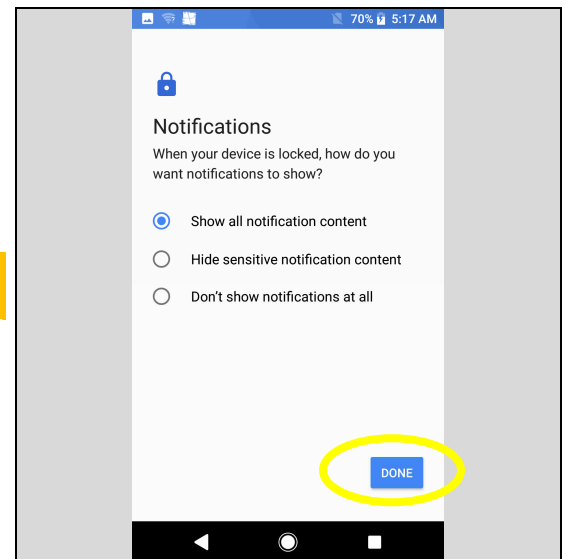 70% 5:17 AM
Notifications
When your device is locked, how do you
want notifications to show?
Show all notification content
Hide sensitive notification content
Don't show notifications at all
DONE